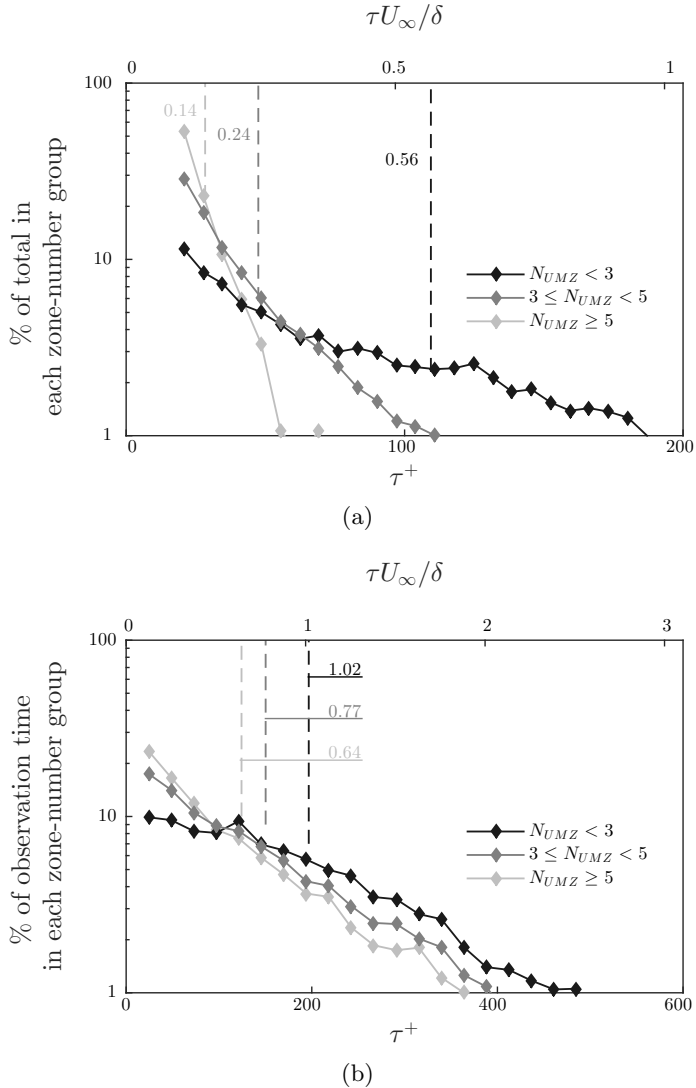 τU∞/δ
0 0.5 1
100
0.14
0.24
0.56
% of total in
each zone-number group
10
N_UMZ < 3
3 ≤ N_UMZ < 5
N_UMZ ≥ 5
1
0 100 200
τ+
(a)
τU∞/δ
0 1 2 3
100
1.02
0.77
0.64
% of observation time
in each zone-number group
10
N_UMZ < 3
3 ≤ N_UMZ < 5
N_UMZ ≥ 5
1
0 200 400 600
τ+
(b)